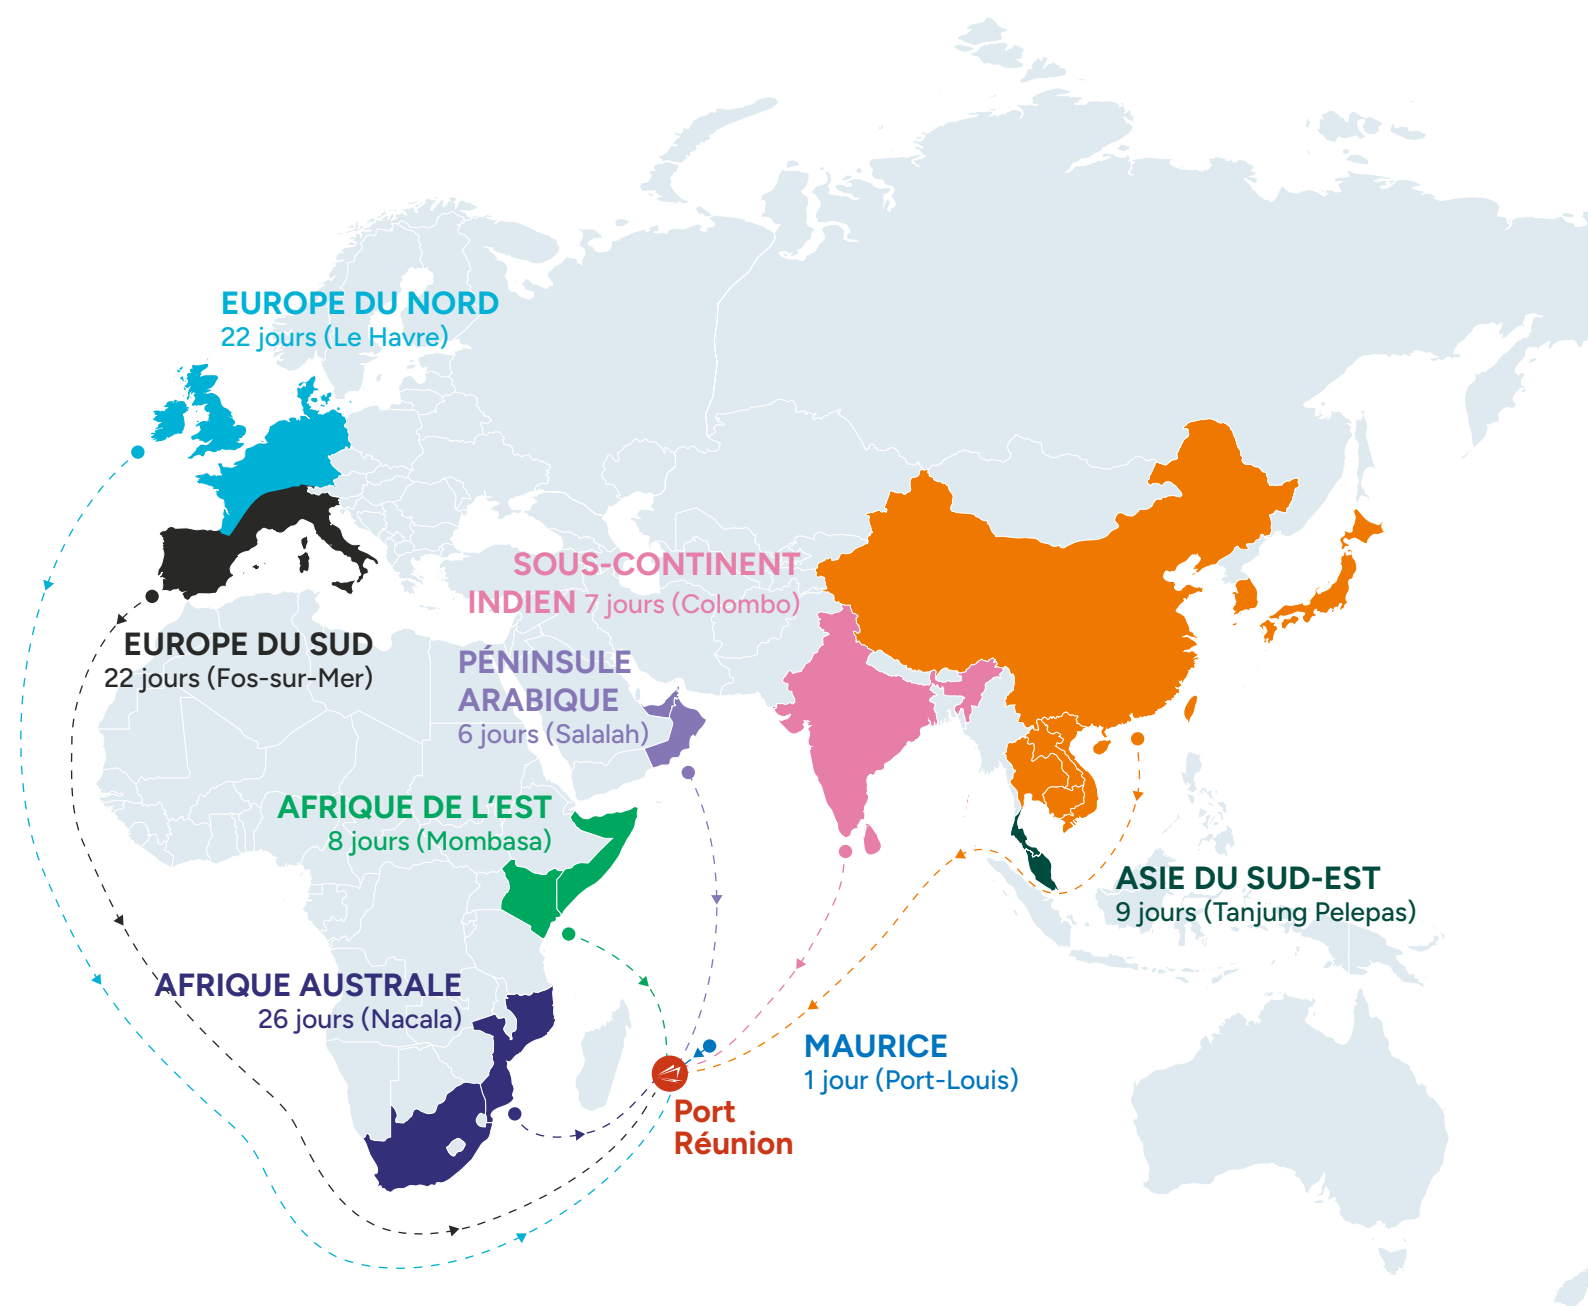 EUROPE DU NORD
22 jours (Le Havre)
SOUS-CONTINENT
INDIEN 7 jours (Colombo)
EUROPE DU SUD
22 jours (Fos-sur-Mer)
PÉNINSULE
ARABIQUE
6 jours (Salalah)
AFRIQUE DE L’EST
8 jours (Mombasa)
ASIE DU SUD-EST
9 jours (Tanjung Pelepas)
AFRIQUE AUSTRALE
26 jours (Nacala)
MAURICE
1 jour (Port-Louis)
Port
Réunion